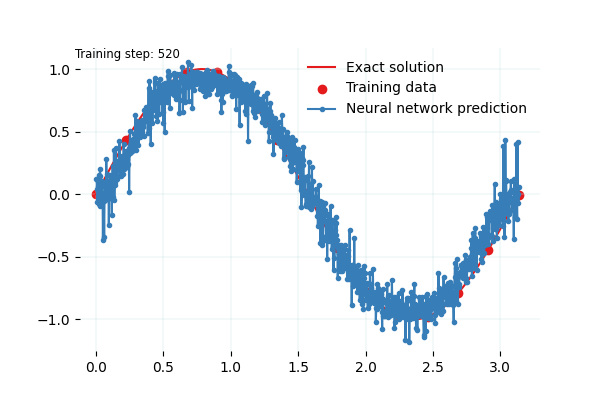 Training step: 520
Exact solution
Training data
Neural network prediction
1.0
0.5
0.0
−0.5
−1.0
0.0 0.5 1.0 1.5 2.0 2.5 3.0